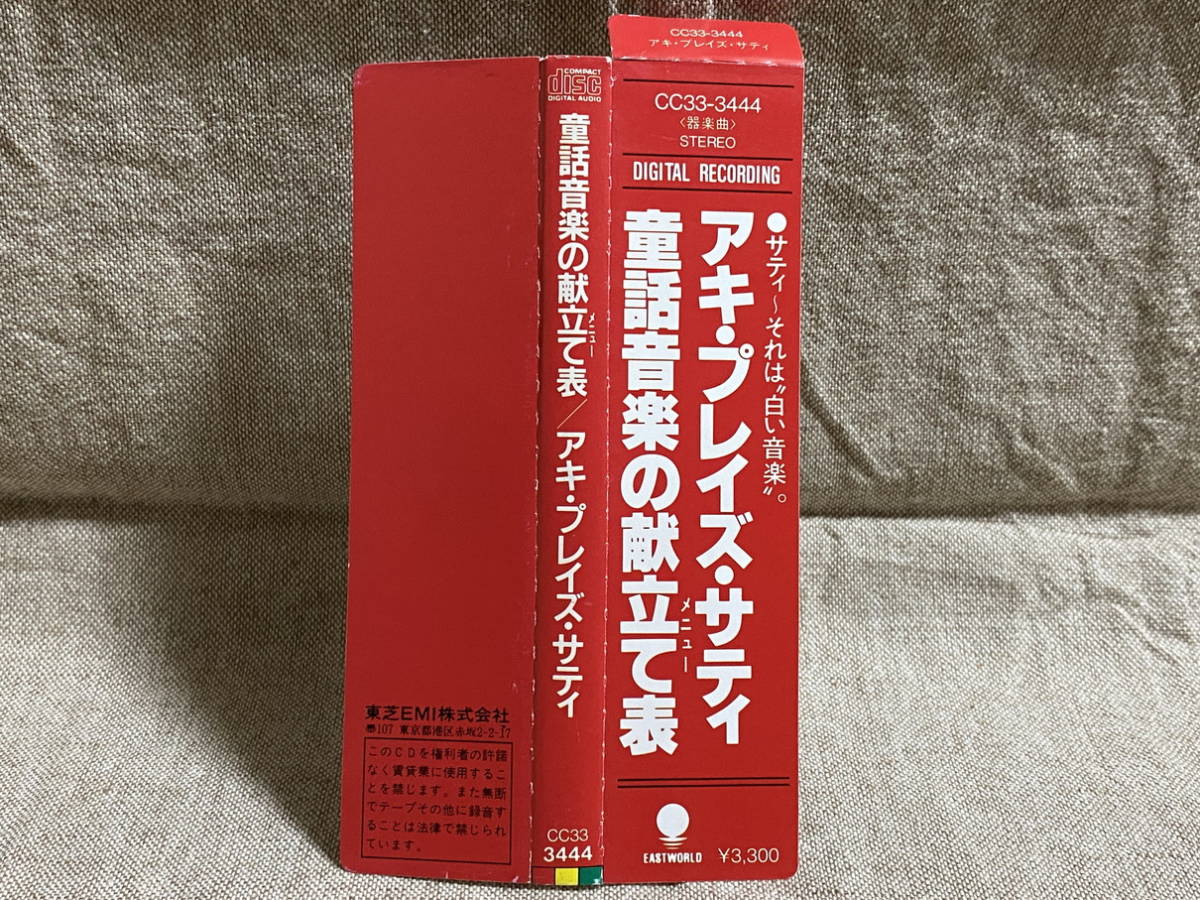 CC33-3444
アキ・プレイズ・サティ
CC33-3444
〈器楽曲〉
STEREO
DIGITAL RECORDING
●サティ〜それは〝白い音楽〟。
アキ・プレイズ・サティ
童話音楽の献立て表
メニュー
EASTWORLD
¥3,300
COMPACT
disc
DIGITAL AUDIO
童話音楽の献立て表／アキ・プレイズ・サティ
メニュー
CC33
3444
東芝EMI株式会社
〠107 東京都港区赤坂2-2-17
このCDを権利者の許諾
なく賃貸業に使用するこ
とを禁じます。また無断
でテープその他に録音す
ることは法律で禁じられ
ています。